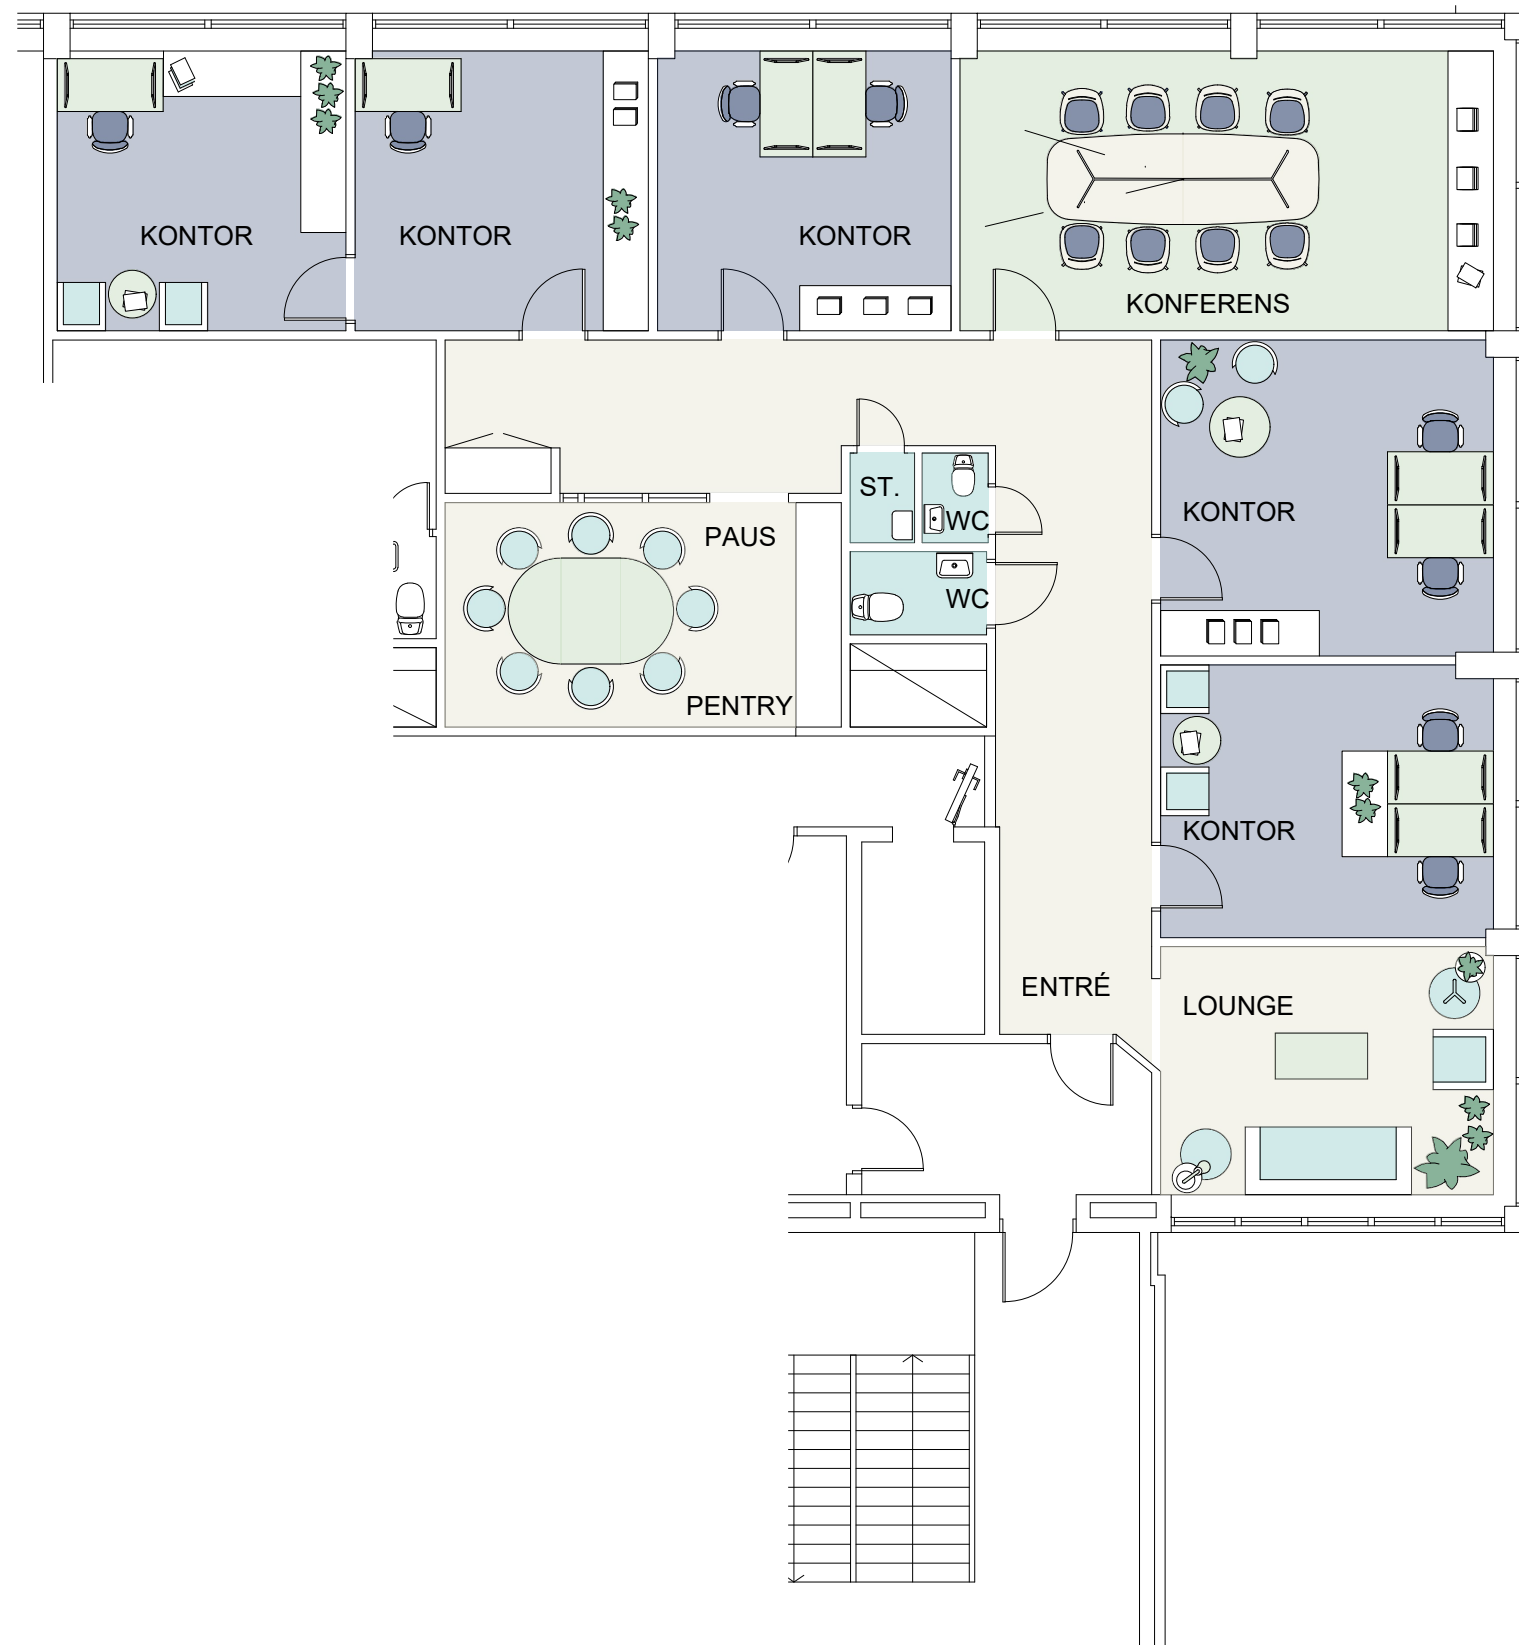 KONTOR
KONTOR
KONTOR
KONFERENS
ST.
WC
KONTOR
PAUS
WC
PENTRY
KONTOR
ENTRÉ
LOUNGE